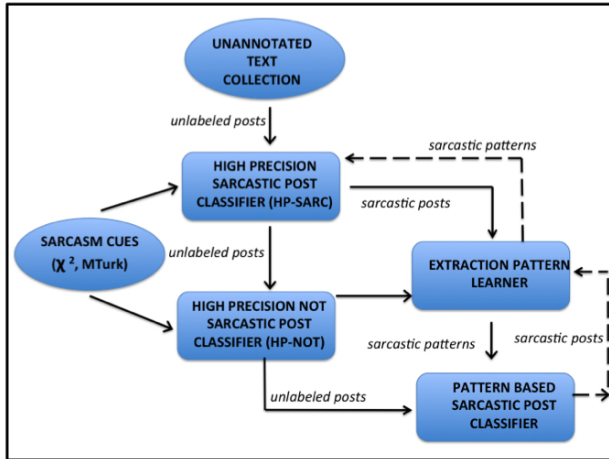 UNANNOTATED
TEXT
COLLECTION
unlabeled posts
sarcastic patterns
HIGH PRECISION
SARCASTIC POST
CLASSIFIER (HP-SARC)
sarcastic posts
SARCASM CUES
(χ ², MTurk)
unlabeled posts
EXTRACTION PATTERN
LEARNER
HIGH PRECISION NOT
SARCASTIC POST
CLASSIFIER (HP-NOT)
sarcastic patterns
sarcastic posts
unlabeled posts
PATTERN BASED
SARCASTIC POST
CLASSIFIER